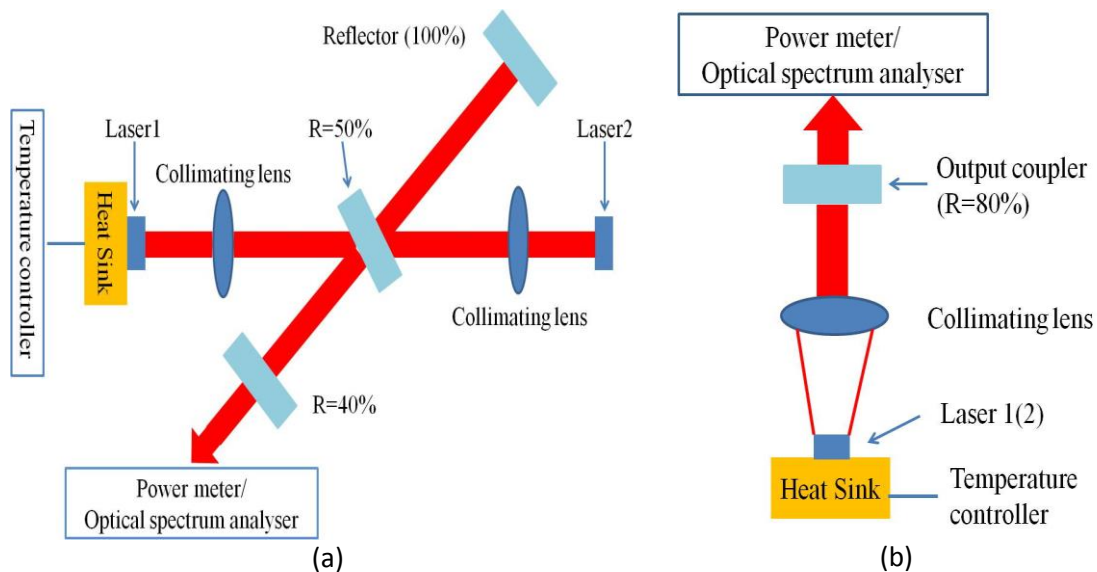 Reflector (100%)
Laser1
R=50%
Laser2
Collimating lens
Temperature controller
Heat Sink
Collimating lens
R=40%
Power meter/
Optical spectrum analyser
(a)
Power meter/
Optical spectrum analyser
Output coupler
(R=80%)
Collimating lens
Laser 1(2)
Heat Sink
Temperature
controller
(b)